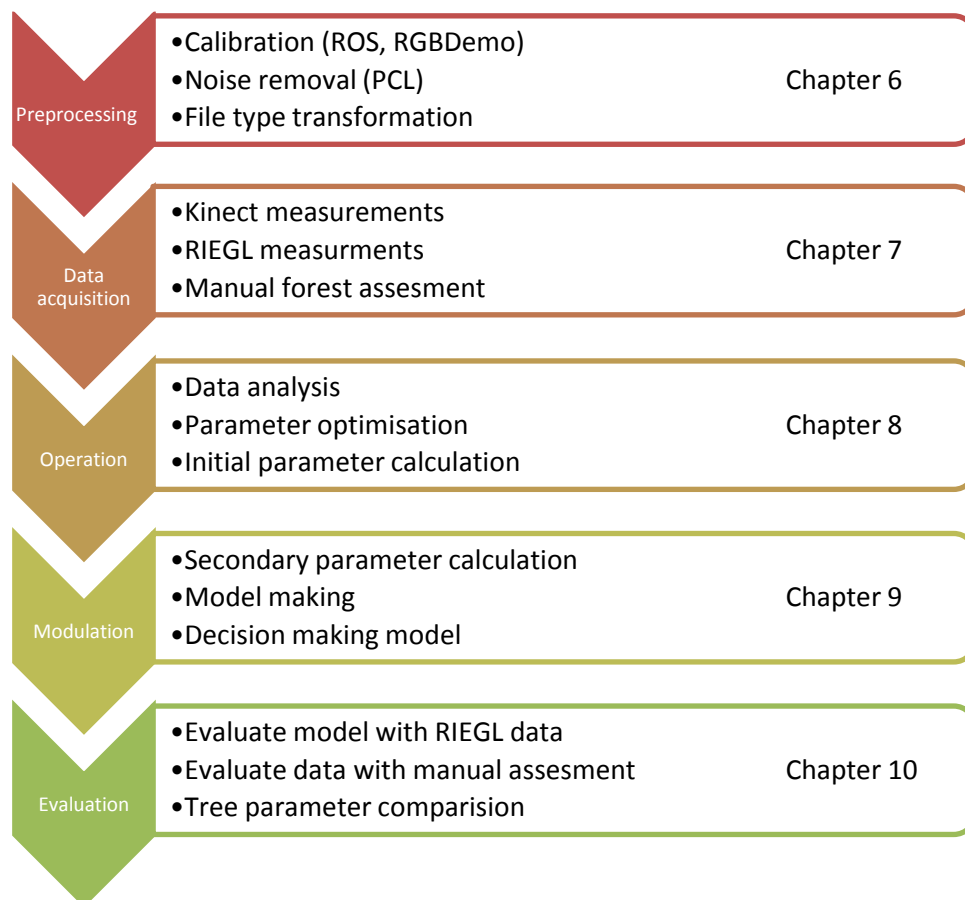 Preprocessing
•Calibration (ROS, RGBDemo)
•Noise removal (PCL)
•File type transformation
Chapter 6
Data
acquisition
•Kinect measurements
•RIEGL measurments
•Manual forest assesment
Chapter 7
Operation
•Data analysis
•Parameter optimisation
•Initial parameter calculation
Chapter 8
Modulation
•Secondary parameter calculation
•Model making
•Decision making model
Chapter 9
Evaluation
•Evaluate model with RIEGL data
•Evaluate data with manual assesment
•Tree parameter comparision
Chapter 10